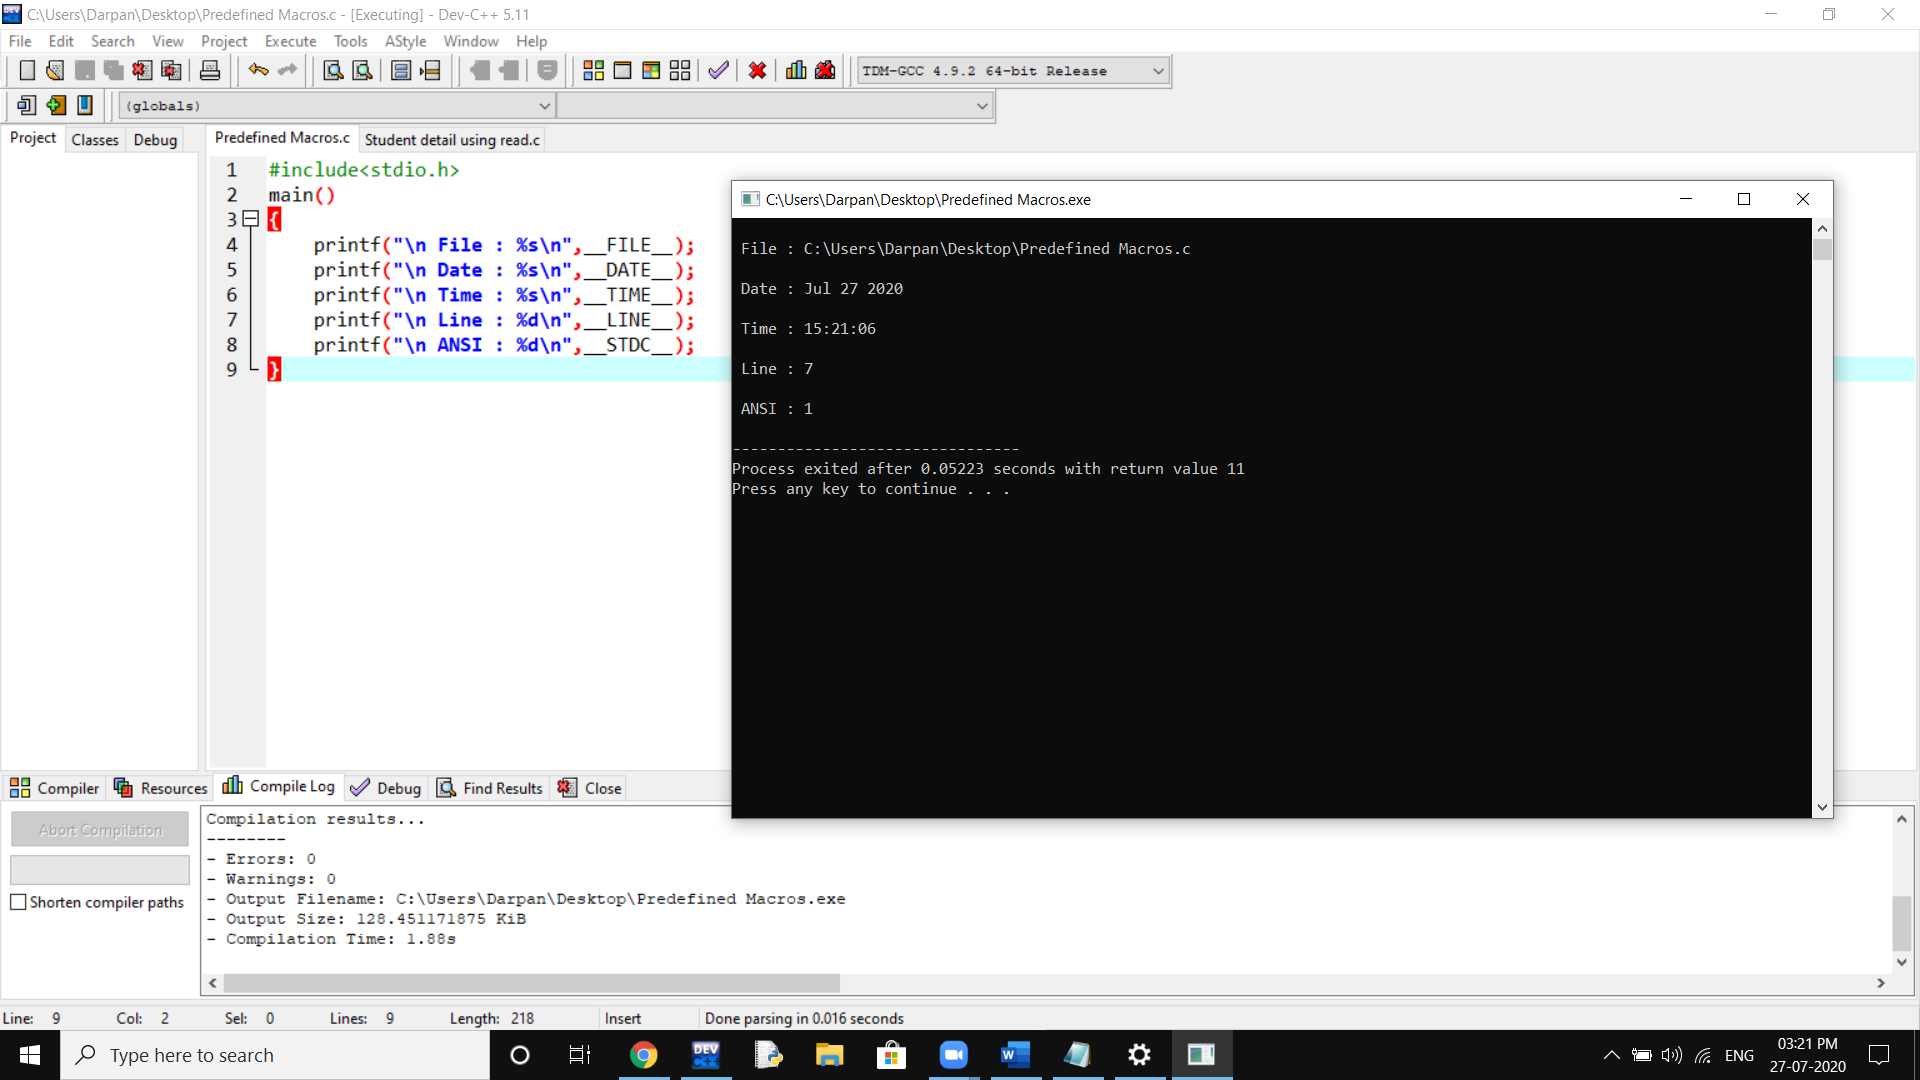 C:\Users\Darpan\Desktop\Predefined Macros.c - [Executing] - Dev-C++ 5.11
File Edit Search View Project Execute Tools AStyle Window Help
TDM-GCC 4.9.2 64-bit Release
(globals)
Project Classes Debug
Predefined Macros.c Student detail using read.c
1 #include<stdio.h>
2 main()
3 {
4 printf("\n File : %s\n",__FILE__);
5 printf("\n Date : %s\n",__DATE__);
6 printf("\n Time : %s\n",__TIME__);
7 printf("\n Line : %d\n",__LINE__);
8 printf("\n ANSI : %d\n",__STDC__);
9 }
C:\Users\Darpan\Desktop\Predefined Macros.exe
File : C:\Users\Darpan\Desktop\Predefined Macros.c
Date : Jul 27 2020
Time : 15:21:06
Line : 7
ANSI : 1
--------------------------------
Process exited after 0.05223 seconds with return value 11
Press any key to continue . . .
Compiler Resources Compile Log Debug Find Results Close
Abort Compilation
Shorten compiler paths
Compilation results...
--------
- Errors: 0
- Warnings: 0
- Output Filename: C:\Users\Darpan\Desktop\Predefined Macros.exe
- Output Size: 128.451171875 KiB
- Compilation Time: 1.88s
Line: 9 Col: 2 Sel: 0 Lines: 9 Length: 218 Insert Done parsing in 0.016 seconds
Type here to search
DEV
W
ENG
03:21 PM
27-07-2020